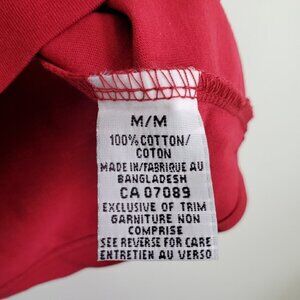 M/M
100% COTTON/
COTON
MADE IN/FABRIQUE AU
BANGLADESH
CA 07089
EXCLUSIVE OF TRIM
GARNITURE NON
COMPRISE
SEE REVERSE FOR CARE
ENTRETIEN AU VERSO